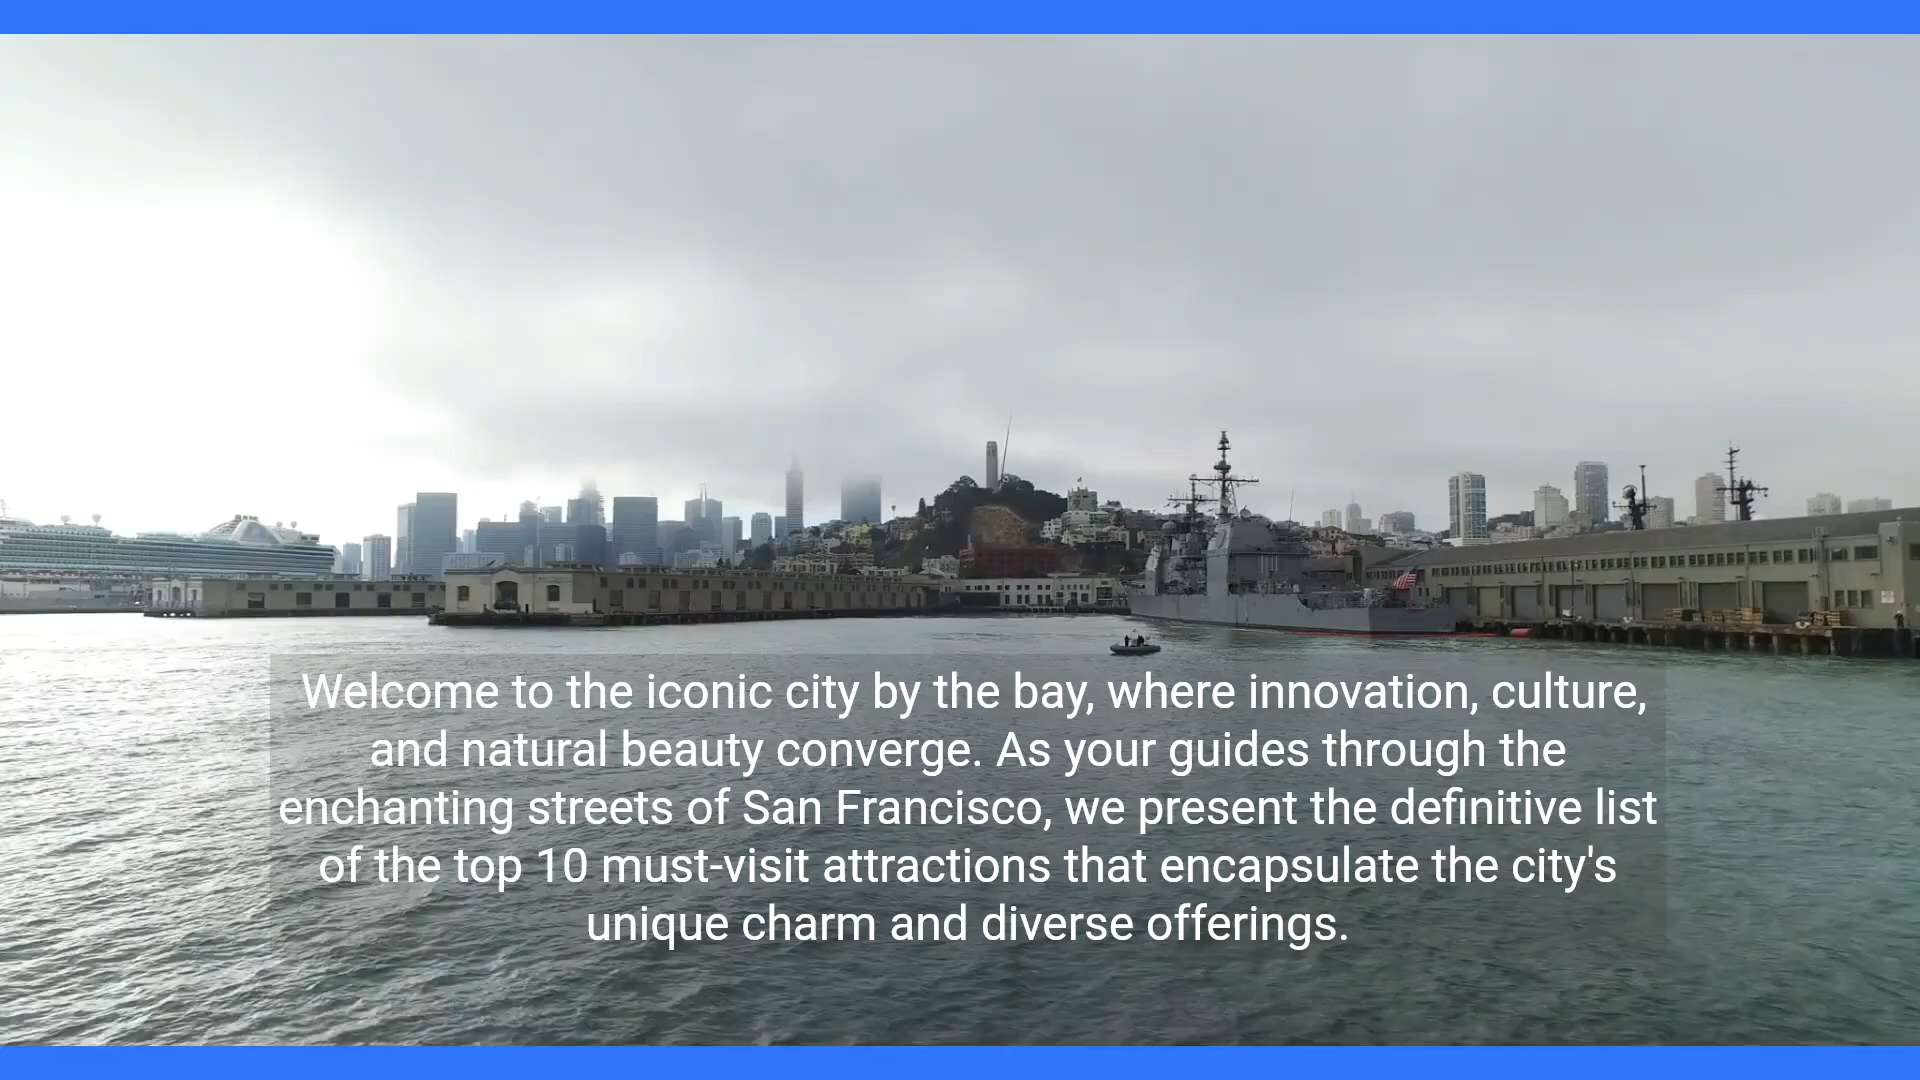 Welcome to the iconic city by the bay, where innovation, culture,
and natural beauty converge. As your guides through the
enchanting streets of San Francisco, we present the definitive list
of the top 10 must-visit attractions that encapsulate the city's
unique charm and diverse offerings.